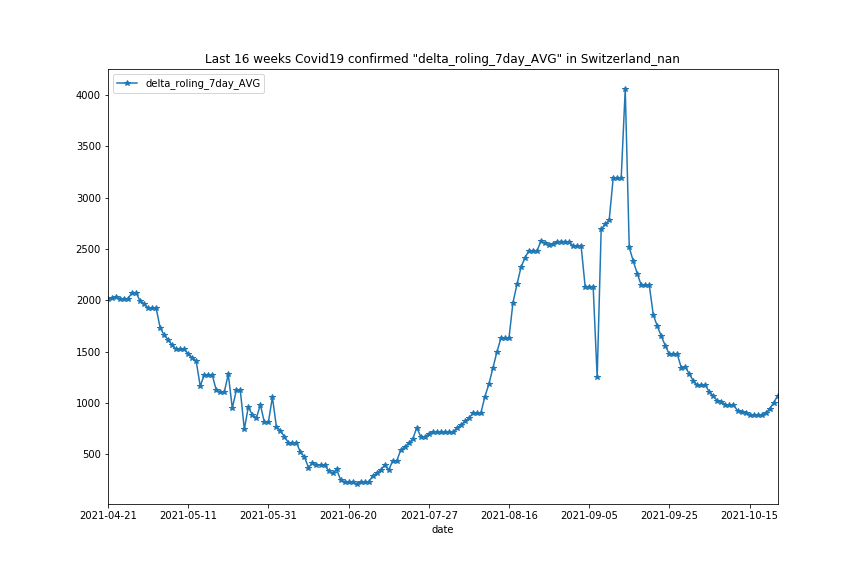 Last 16 weeks Covid19 confirmed "delta_roling_7day_AVG" in Switzerland_nan
delta_roling_7day_AVG
4000
3500
3000
2500
2000
1500
1000
500
2021-04-21 2021-05-11 2021-05-31 2021-06-20 2021-07-27 2021-08-16 2021-09-05 2021-09-25 2021-10-15
date